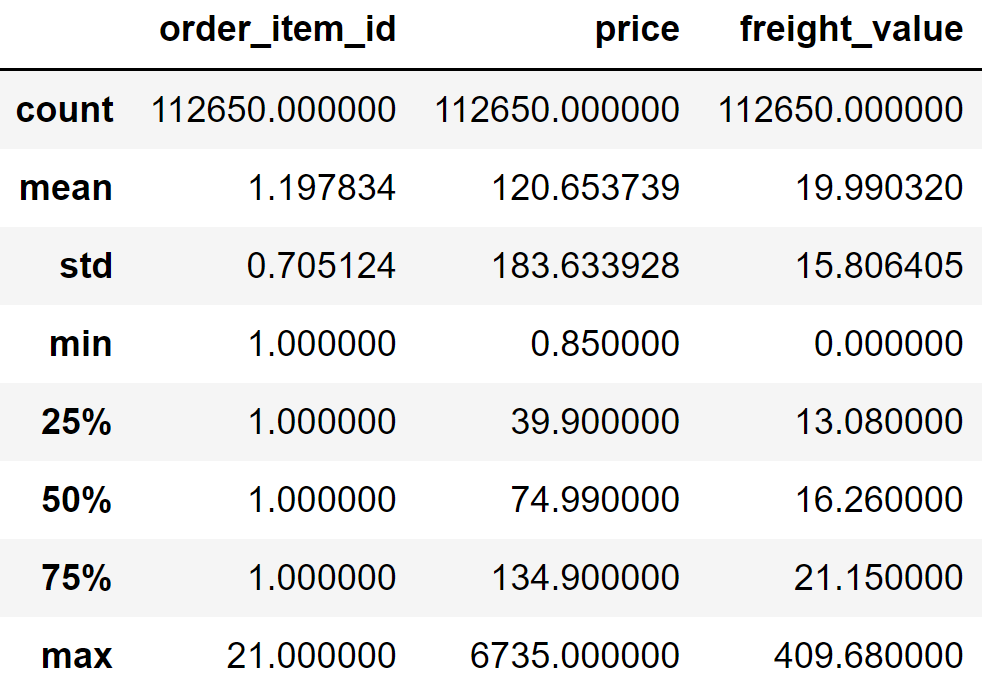 order_item_id price freight_value
count 112650.000000 112650.000000 112650.000000
mean 1.197834 120.653739 19.990320
std 0.705124 183.633928 15.806405
min 1.000000 0.850000 0.000000
25% 1.000000 39.900000 13.080000
50% 1.000000 74.990000 16.260000
75% 1.000000 134.900000 21.150000
max 21.000000 6735.000000 409.680000